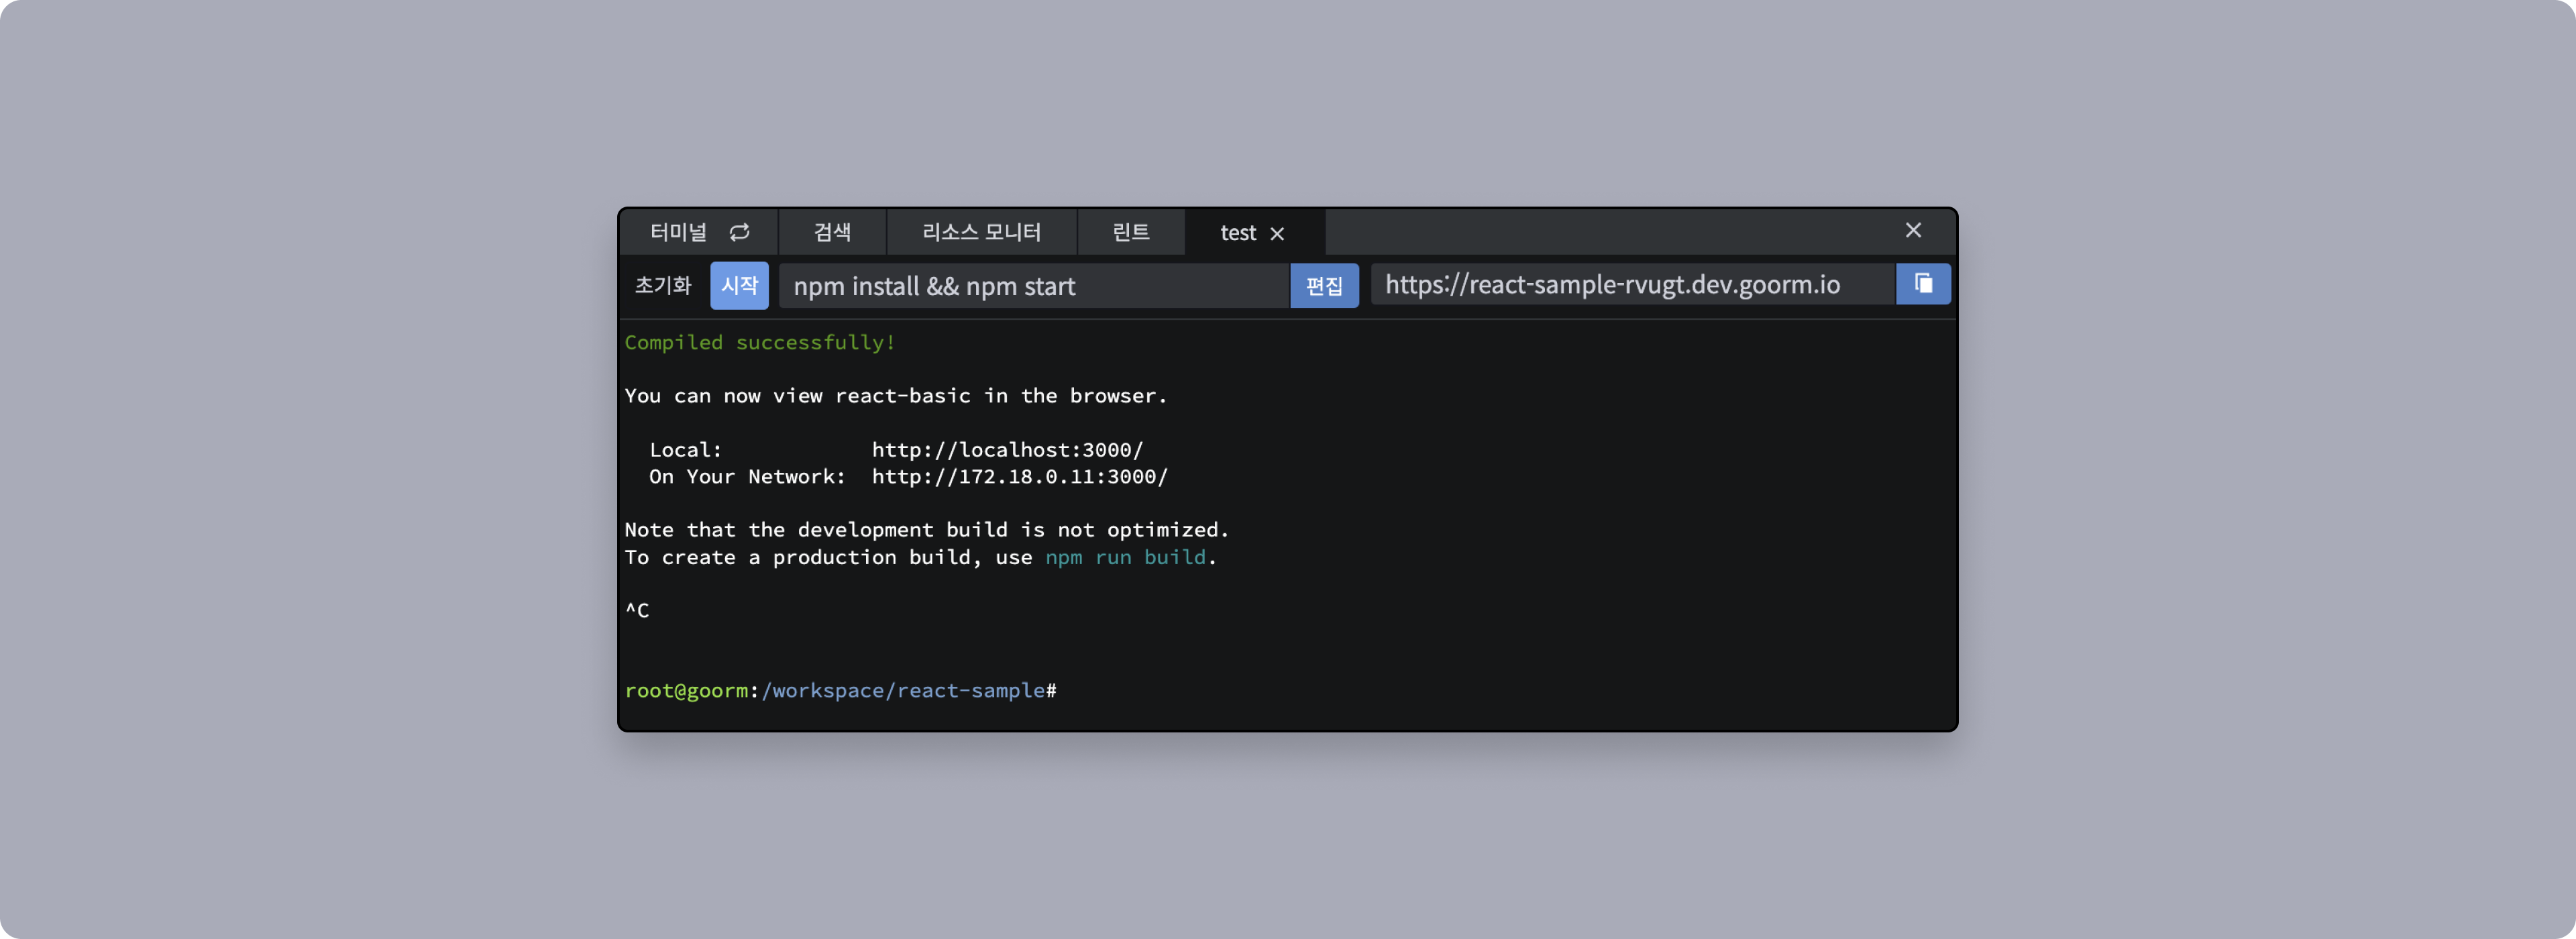 터미널 검색 리소스 모니터 린트 test
초기화 시작 npm install && npm start 편집 https://react-sample-rvugt.dev.goorm.io
Compiled successfully!
You can now view react-basic in the browser.
Local: http://localhost:3000/
On Your Network: http://172.18.0.11:3000/
Note that the development build is not optimized.
To create a production build, use npm run build.
^C
root@goorm:/workspace/react-sample#